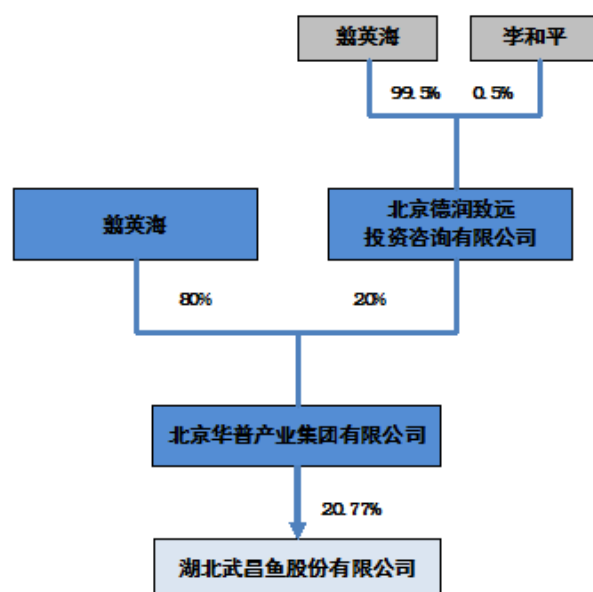 翦英海
李和平
99.5%
0.5%
翦英海
北京德润致远
投资咨询有限公司
80%
20%
北京华普产业集团有限公司
20.77%
湖北武昌鱼股份有限公司